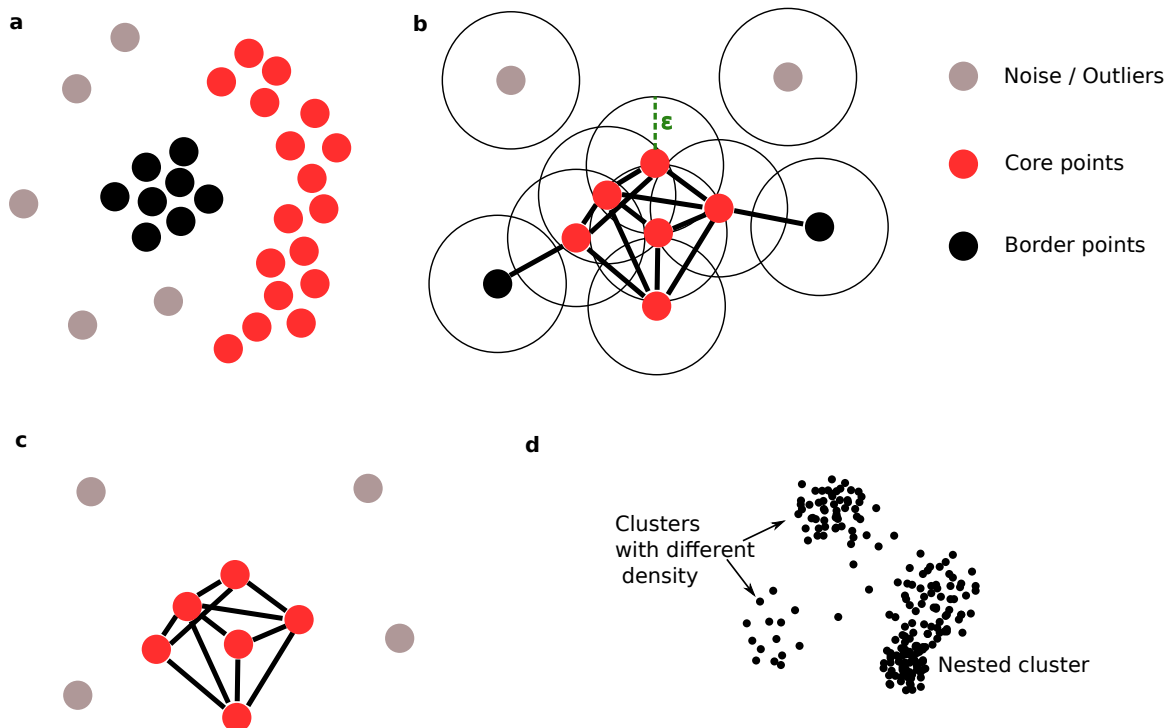 a
b
ε
Noise / Outliers
Core points
Border points
c
d
Clusters
with different
density
Nested cluster